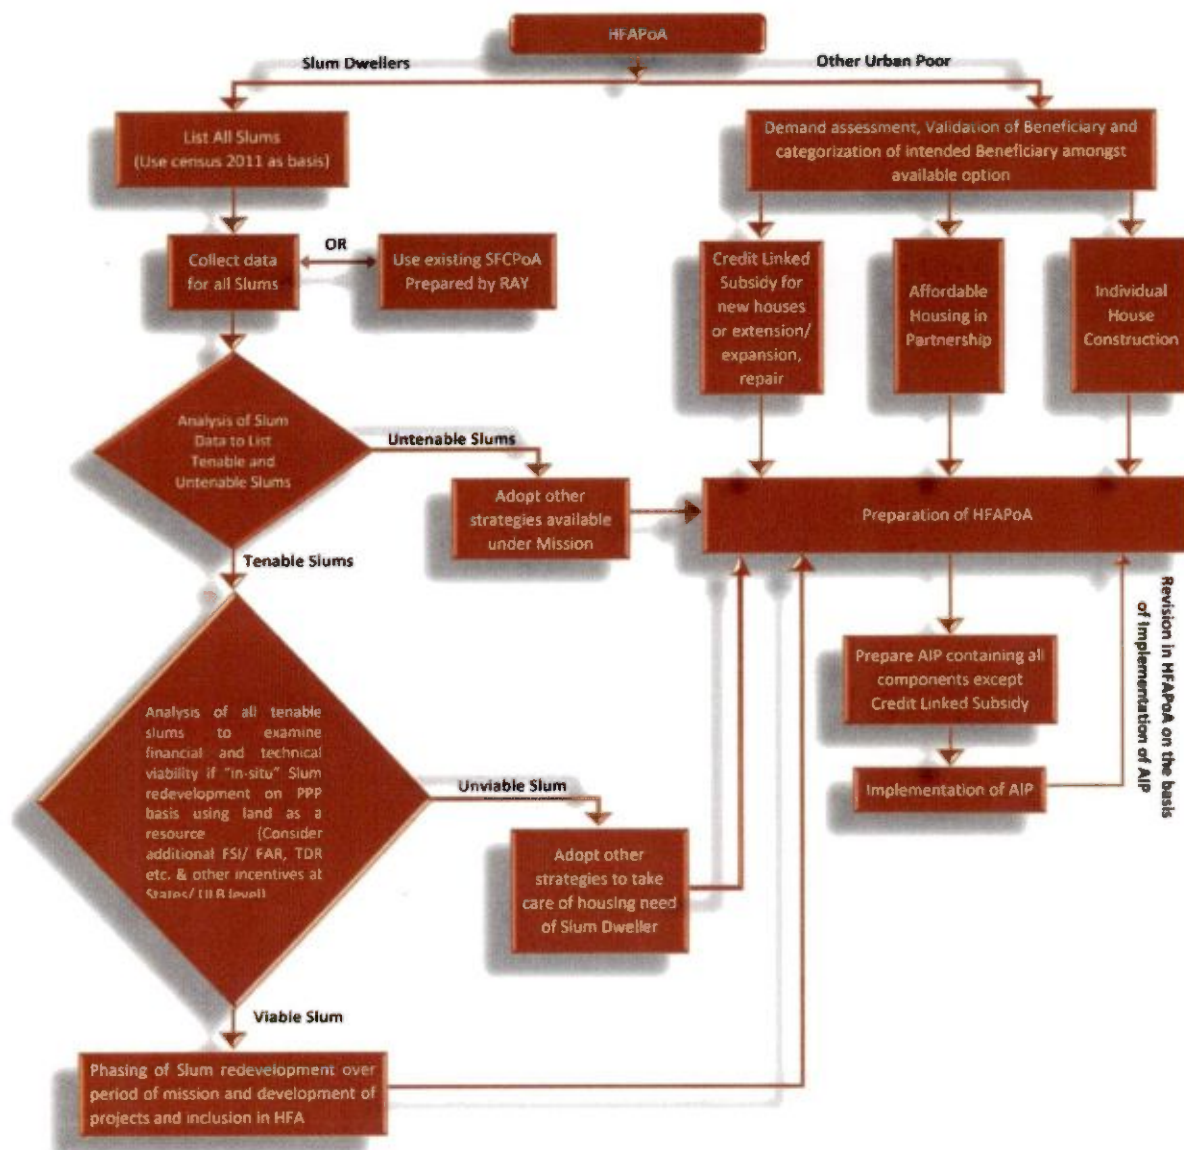 HFAPoA
Slum Dwellers
Other Urban Poor
List All Slums
(Use census 2011 as basis)
Demand assessment, Validation of Beneficiary and
categorization of intended Beneficiary amongst
available option
Collect data
for all Slums
OR
Use existing SFCPoA
Prepared by RAY
Credit Linked
Subsidy for
new houses
or extension/
expansion,
repair
Affordable
Housing in
Partnership
Individual
House
Construction
Analysis of Slum
Data to List
Tenable and
Untenable Slums
Untenable Slums
Adopt other
strategies available
under Mission
Preparation of HFAPoA
Tenable Slums
Prepare AIP containing all
components except
Credit Linked Subsidy
Implementation of AIP
Revision in HFAPoA on the basis
of Implementation of AIP
Analysis of all tenable
slums to examine
financial and technical
viability if "in-situ" Slum
redevelopment on PPP
basis using land as a
resource (Consider
additional FSI/ FAR, TDR
etc. & other incentives at
States/ ULB level)
Unviable Slum
Adopt other
strategies to take
care of housing need
of Slum Dweller
Viable Slum
Phasing of Slum redevelopment over
period of mission and development of
projects and inclusion in HFA